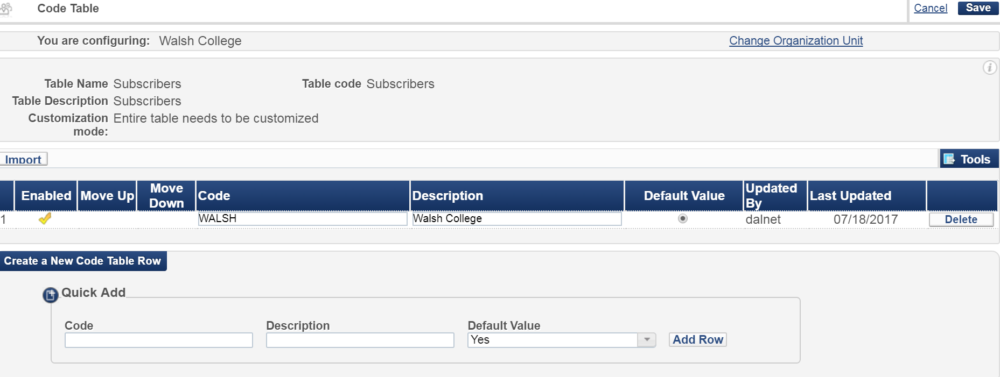 Code Table
Cancel Save
You are configuring: Walsh College Change Organization Unit
Table Name Subscribers Table code Subscribers
Table Description Subscribers
Customization mode: Entire table needs to be customized
Import Tools
Enabled Move Up Move Down Code Description Default Value Updated By Last Updated
1 WALSH Walsh College dalnet 07/18/2017 Delete
Create a New Code Table Row
Quick Add
Code Description Default Value
Yes Add Row